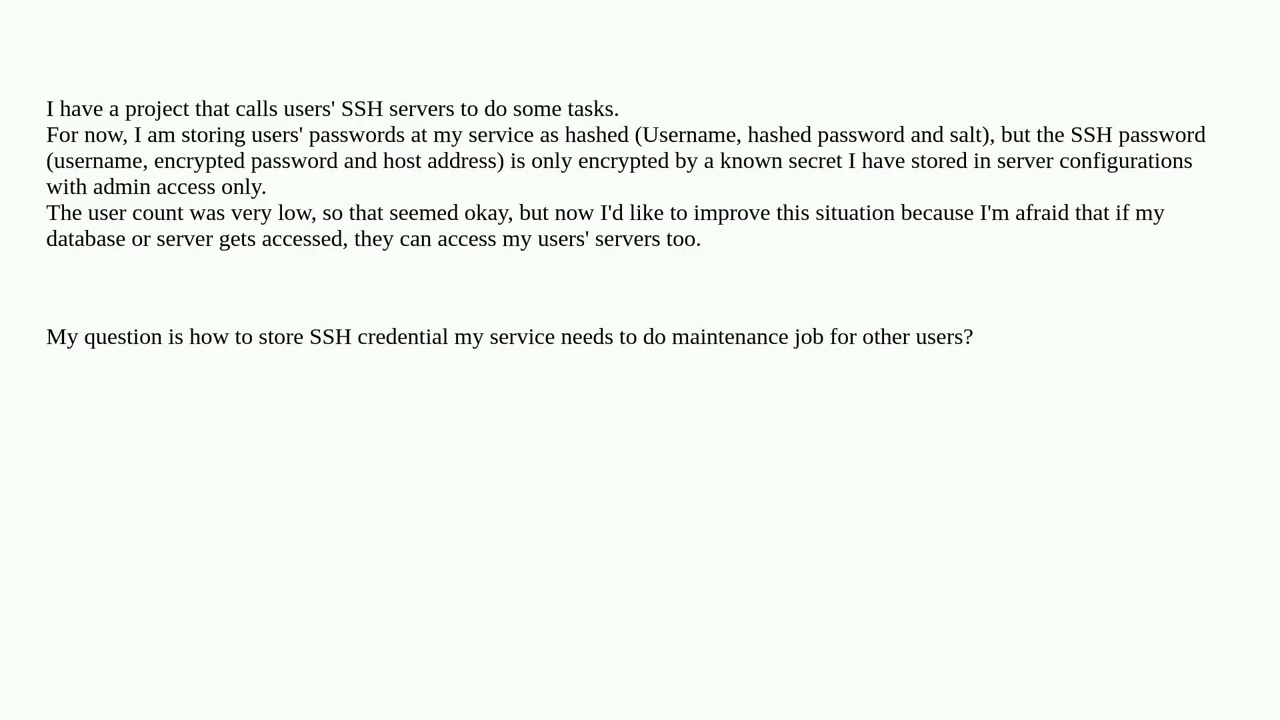 I have a project that calls users' SSH servers to do some tasks.
For now, I am storing users' passwords at my service as hashed (Username, hashed password and salt), but the SSH password
(username, encrypted password and host address) is only encrypted by a known secret I have stored in server configurations
with admin access only.
The user count was very low, so that seemed okay, but now I'd like to improve this situation because I'm afraid that if my
database or server gets accessed, they can access my users' servers too.
My question is how to store SSH credential my service needs to do maintenance job for other users?